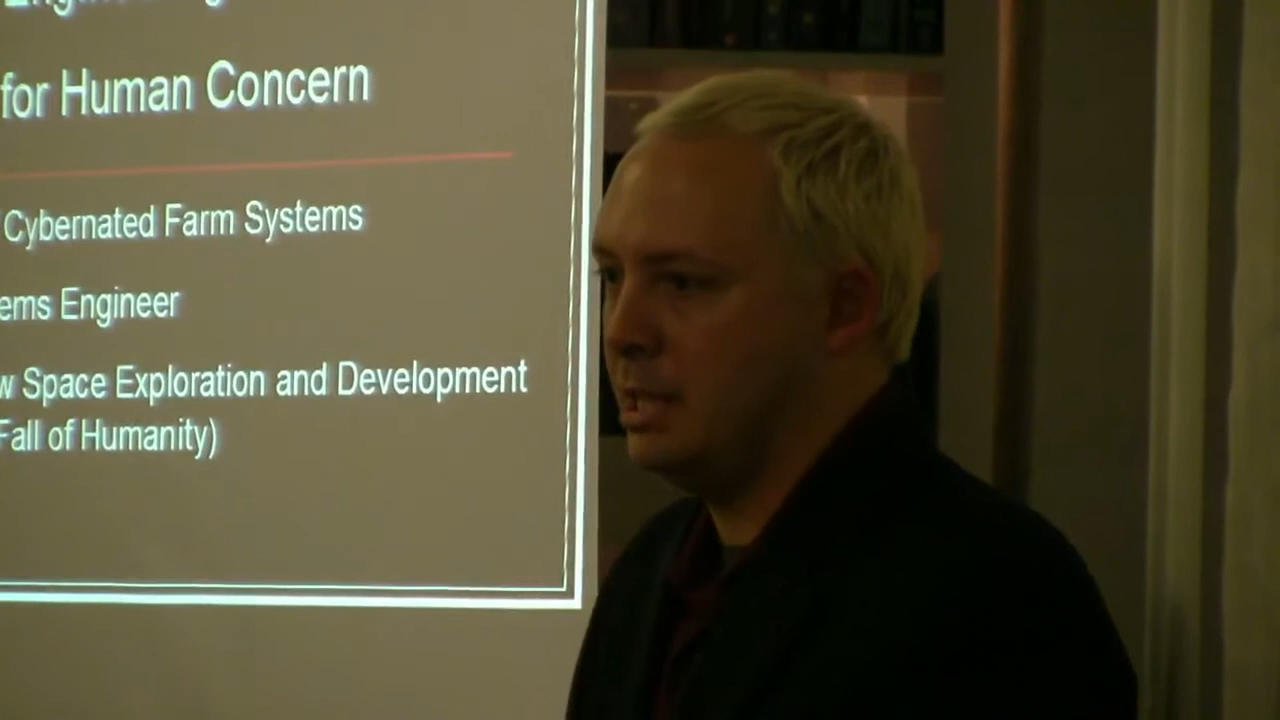 for Human Concern
Cybernated Farm Systems
ems Engineer
w Space Exploration and Development
Fall of Humanity)